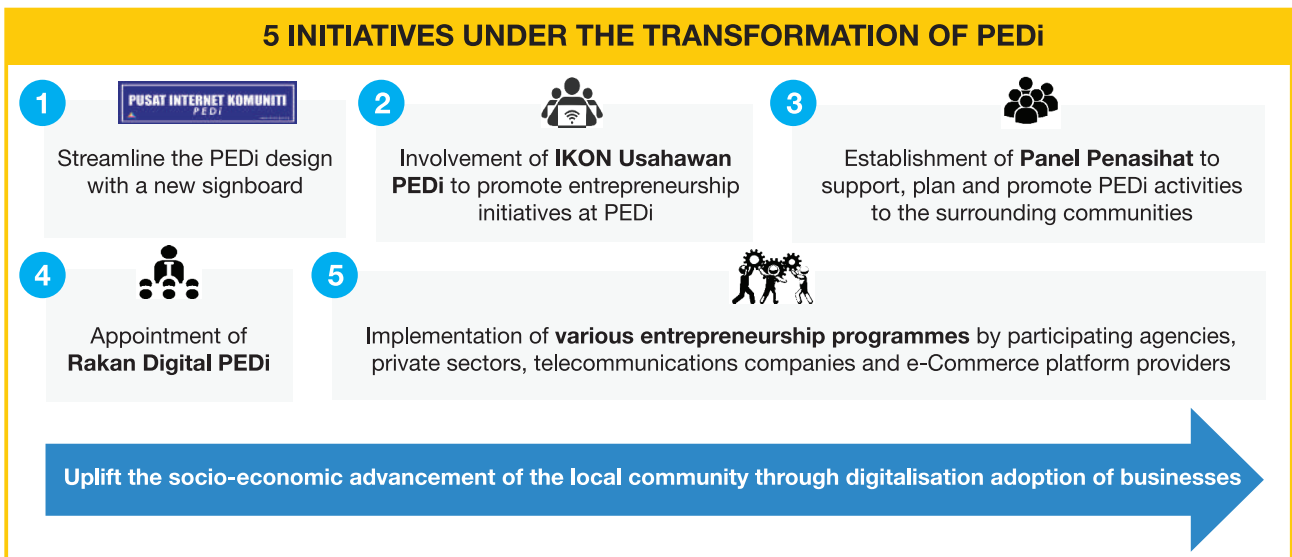 5 INITIATIVES UNDER THE TRANSFORMATION OF PEDi
1
PUSAT INTERNET KOMUNITI
PEDi
Streamline the PEDi design
with a new signboard
2
Involvement of IKON Usahawan
PEDi to promote entrepreneurship
initiatives at PEDi
3
Establishment of Panel Penasihat to
support, plan and promote PEDi activities
to the surrounding communities
4
Appointment of
Rakan Digital PEDi
5
Implementation of various entrepreneurship programmes by participating agencies,
private sectors, telecommunications companies and e-Commerce platform providers
Uplift the socio-economic advancement of the local community through digitalisation adoption of businesses